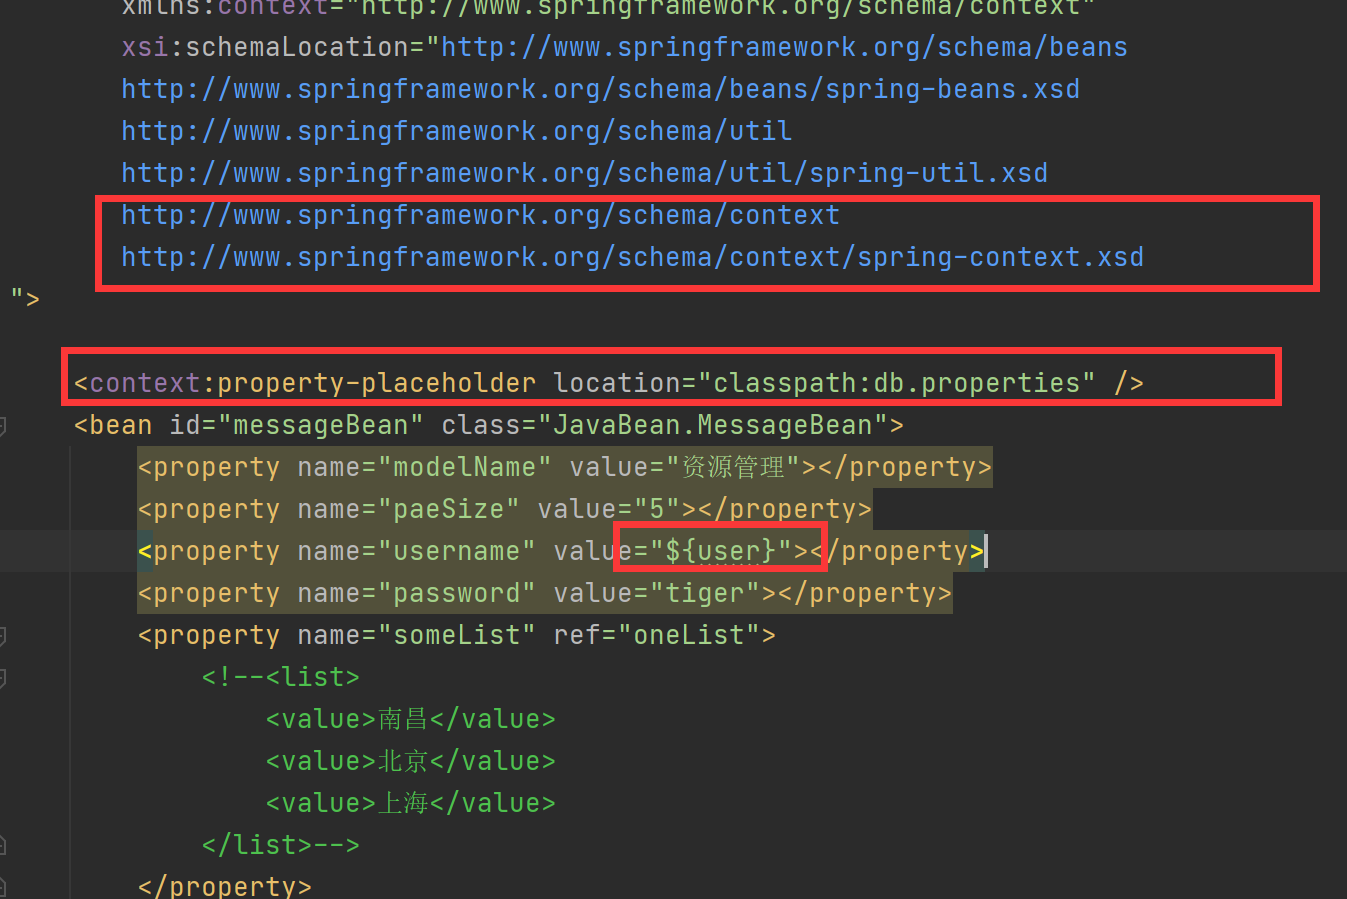 xmlns:context="http://www.springframework.org/schema/context"
xsi:schemaLocation="http://www.springframework.org/schema/beans
http://www.springframework.org/schema/beans/spring-beans.xsd
http://www.springframework.org/schema/util
http://www.springframework.org/schema/util/spring-util.xsd
http://www.springframework.org/schema/context
http://www.springframework.org/schema/context/spring-context.xsd
">
<context:property-placeholder location="classpath:db.properties" />
<bean id="messageBean" class="JavaBean.MessageBean">
<property name="modelName" value="资源管理"></property>
<property name="paeSize" value="5"></property>
<property name="username" value="${user}"></property>
<property name="password" value="tiger"></property>
<property name="someList" ref="oneList">
<!--<list>
<value>南昌</value>
<value>北京</value>
<value>上海</value>
</list>-->
</property>